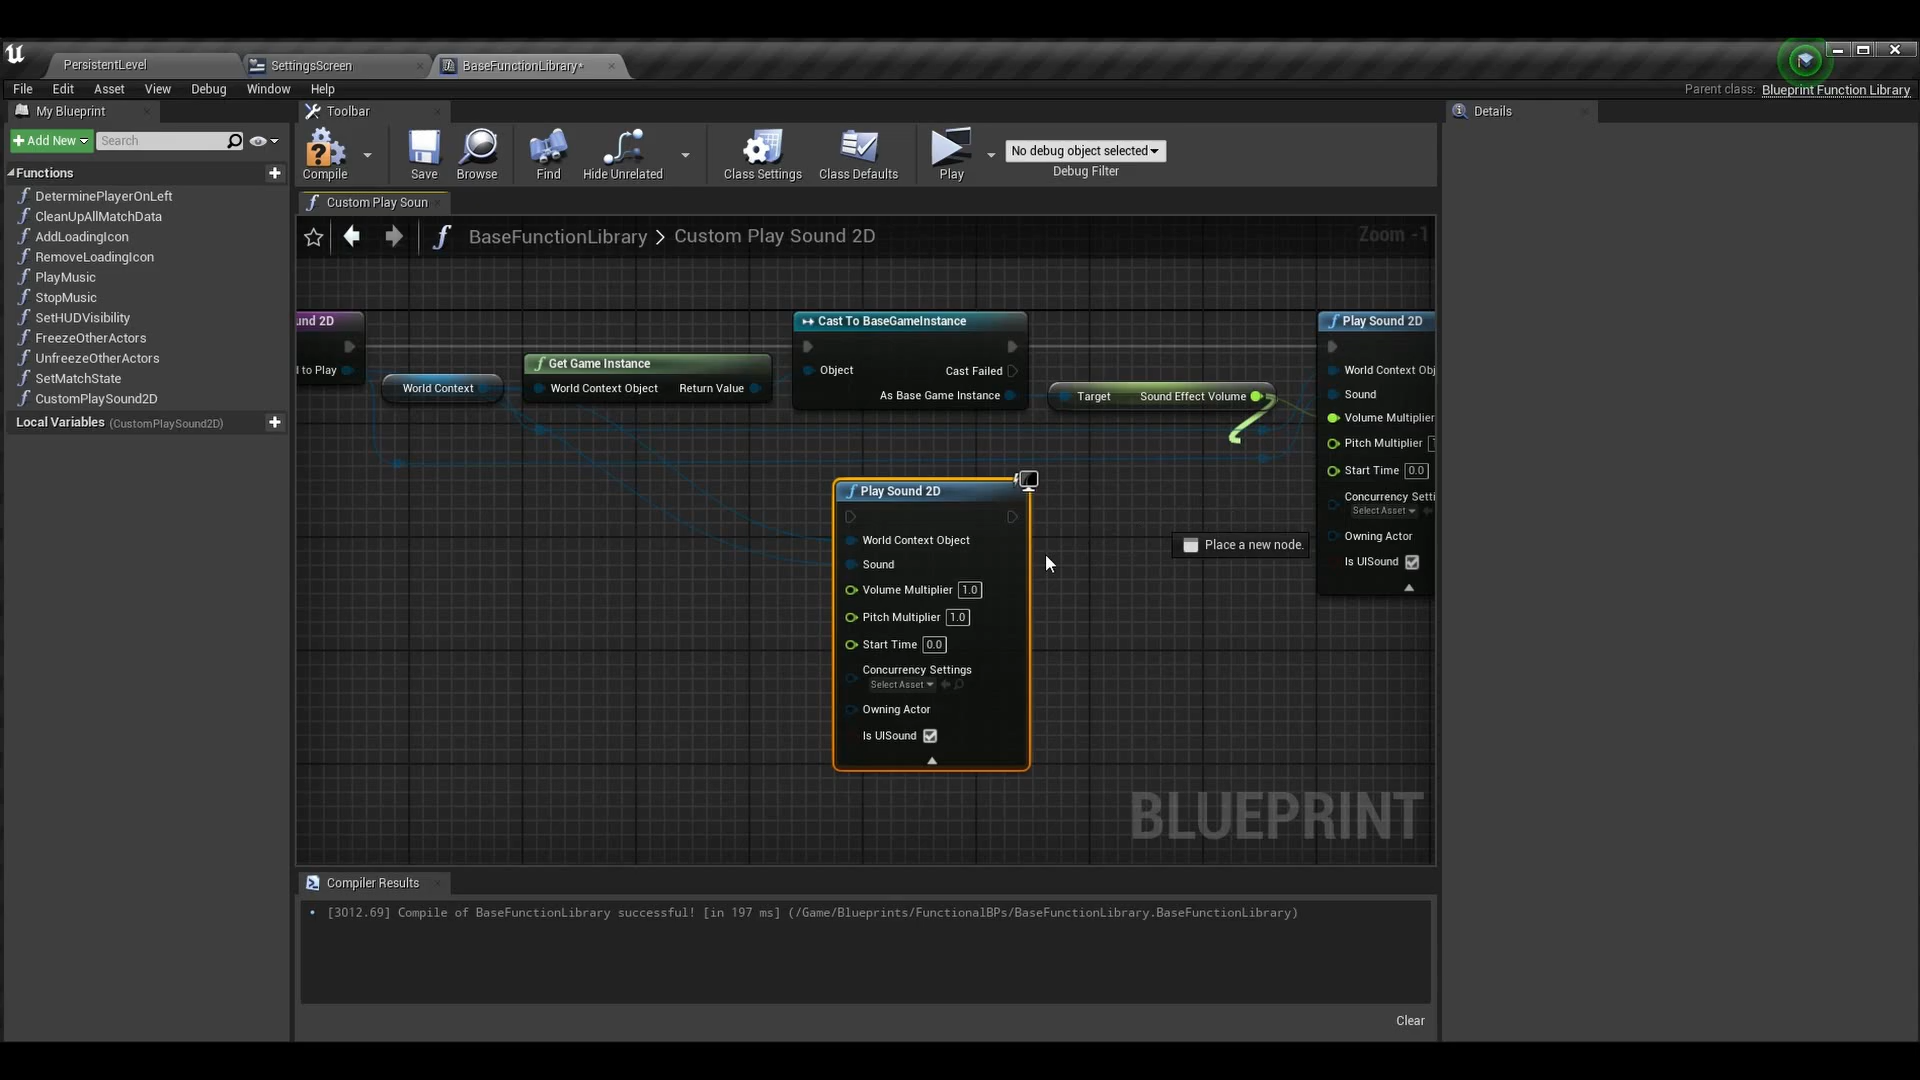 PersistentLevel
SettingsScreen
BaseFunctionLibrary*
File Edit Asset View Debug Window Help
Parent class: Blueprint Function Library
My Blueprint
Toolbar
Details
Add New
Search
Compile
Save
Browse
Find
Hide Unrelated
Class Settings
Class Defaults
Play
No debug object selected
Debug Filter
Functions
DeterminePlayerOnLeft
CleanUpAllMatchData
AddLoadingIcon
RemoveLoadingIcon
PlayMusic
StopMusic
SetHUDVisibility
FreezeOtherActors
UnfreezeOtherActors
SetMatchState
CustomPlaySound2D
Local Variables (CustomPlaySound2D)
Custom Play Soun
BaseFunctionLibrary > Custom Play Sound 2D
Zoom -1
und 2D
to Play
World Context
Get Game Instance
World Context Object Return Value
Cast To BaseGameInstance
Object Cast Failed
As Base Game Instance
Target Sound Effect Volume
Play Sound 2D
World Context Obj
Sound
Volume Multiplier
Pitch Multiplier
Start Time 0.0
Concurrency Setti
Select Asset
Owning Actor
Is UISound
Play Sound 2D
World Context Object
Sound
Volume Multiplier 1.0
Pitch Multiplier 1.0
Start Time 0.0
Concurrency Settings
Select Asset
Owning Actor
Is UISound
Place a new node.
BLUEPRINT
Compiler Results
[3012.69] Compile of BaseFunctionLibrary successful! [in 197 ms] (/Game/Blueprints/FunctionalBPs/BaseFunctionLibrary.BaseFunctionLibrary)
Clear